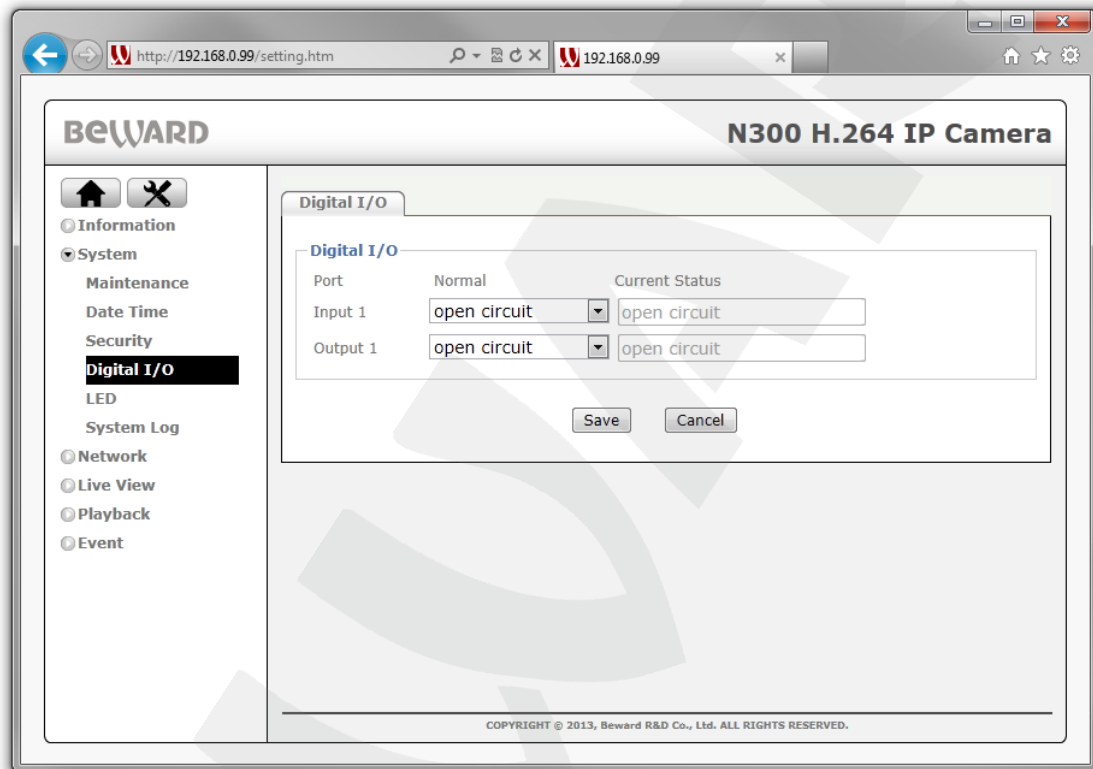 http://192.168.0.99/setting.htm
192.168.0.99
BEWARD
N300 H.264 IP Camera
Information
System
Maintenance
Date Time
Security
Digital I/O
LED
System Log
Network
Live View
Playback
Event
Digital I/O
Digital I/O
Port Normal Current Status
Input 1 open circuit open circuit
Output 1 open circuit open circuit
Save Cancel
COPYRIGHT © 2013, Beward R&D Co., Ltd. ALL RIGHTS RESERVED.